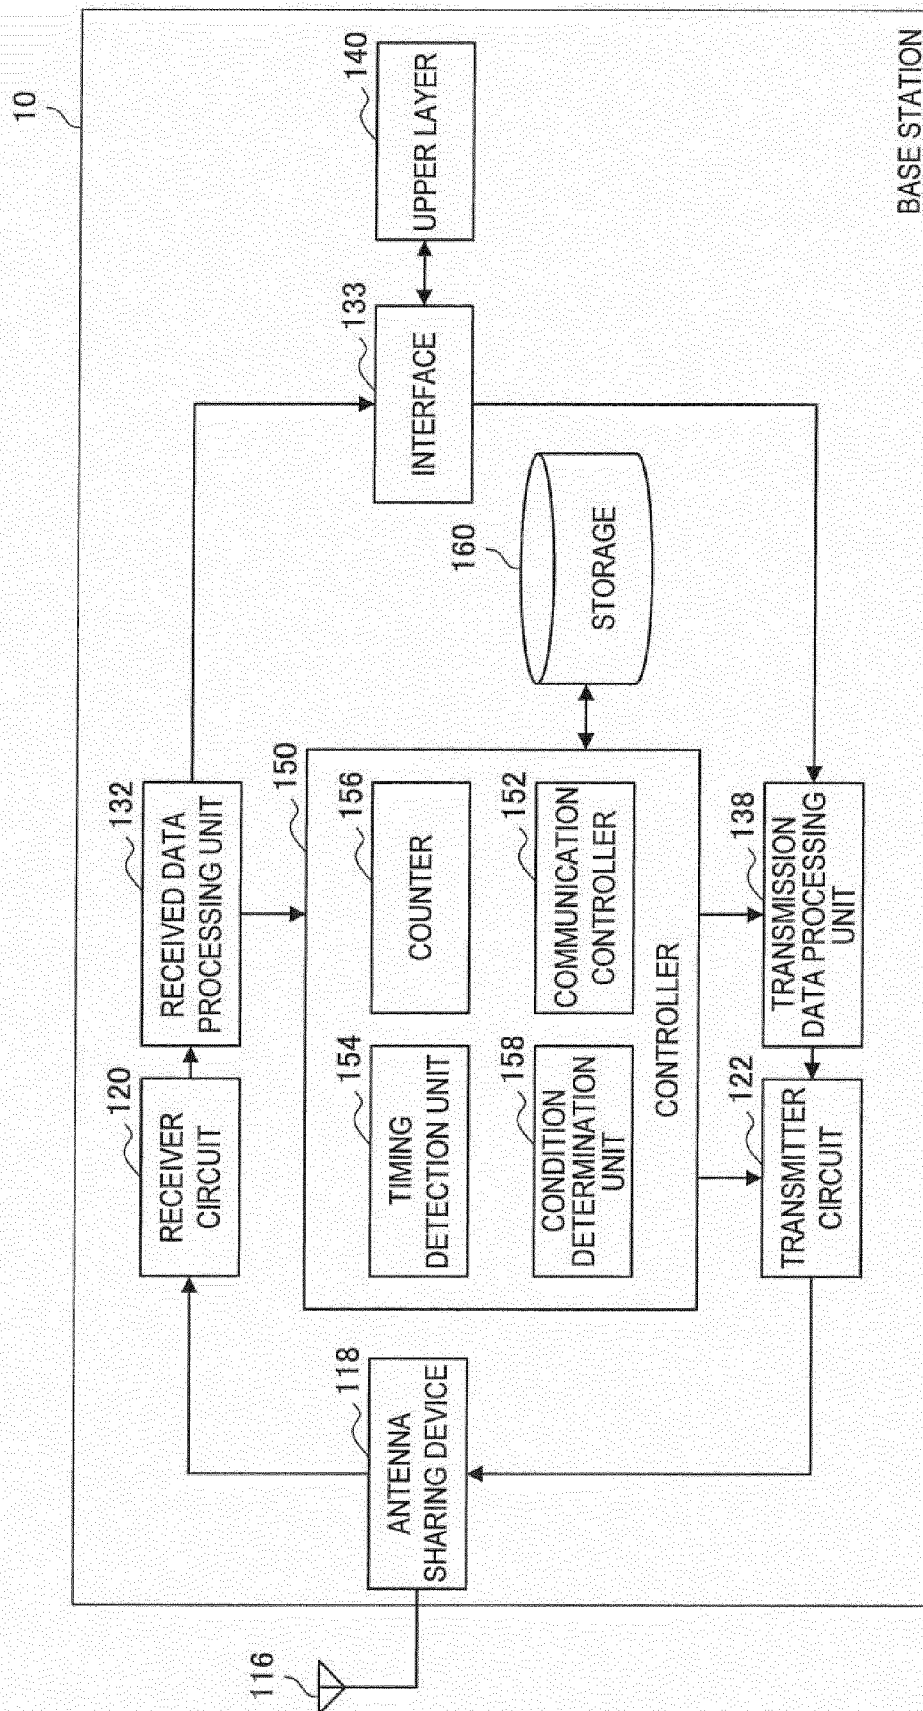 10
116
118
ANTENNA
SHARING DEVICE
120
RECEIVER
CIRCUIT
132
RECEIVED DATA
PROCESSING UNIT
133
INTERFACE
140
UPPER LAYER
150
154
TIMING
DETECTION UNIT
156
COUNTER
158
CONDITION
DETERMINATION
UNIT
152
COMMUNICATION
CONTROLLER
CONTROLLER
160
STORAGE
122
TRANSMITTER
CIRCUIT
138
TRANSMISSION
DATA PROCESSING
UNIT
BASE STATION